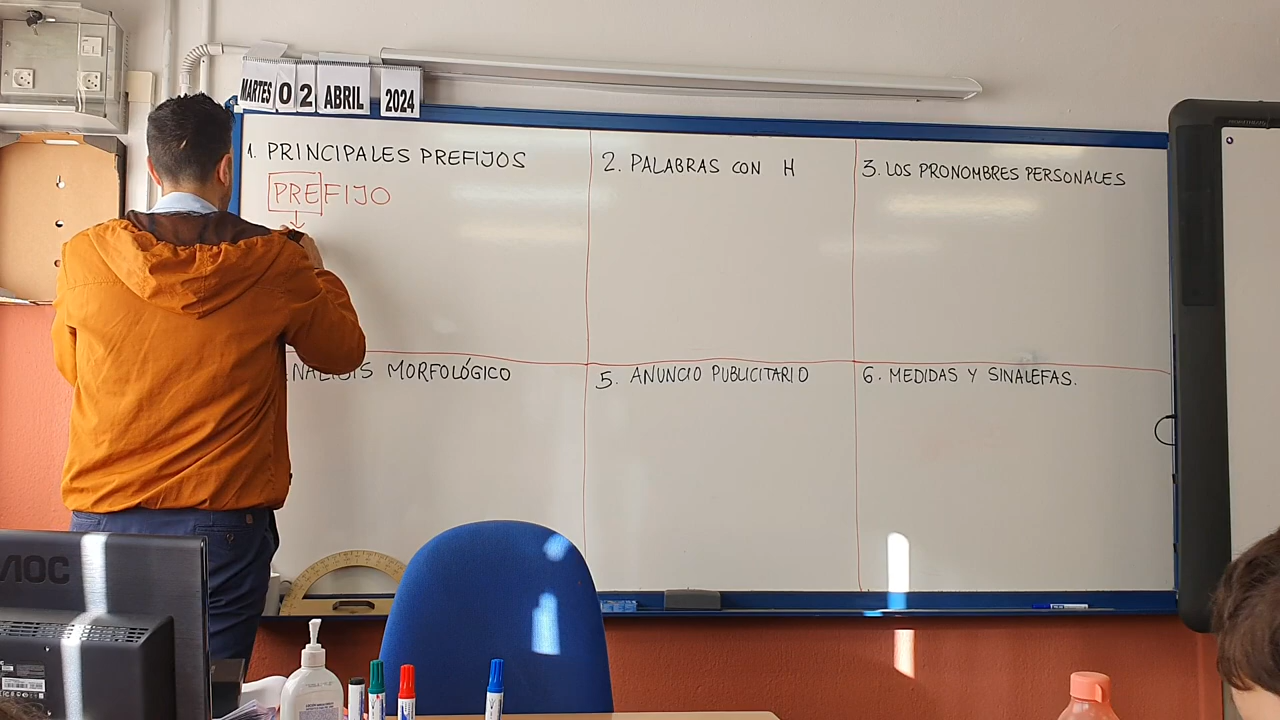 MARTES 02 ABRIL 2024
1. PRINCIPALES PREFIJOS
PREFIJO
2. PALABRAS CON H
3. LOS PRONOMBRES PERSONALES
MORFOLÓGICO
5. ANUNCIO PUBLICITARIO
6. MEDIDAS Y SINALEFAS.
AOC